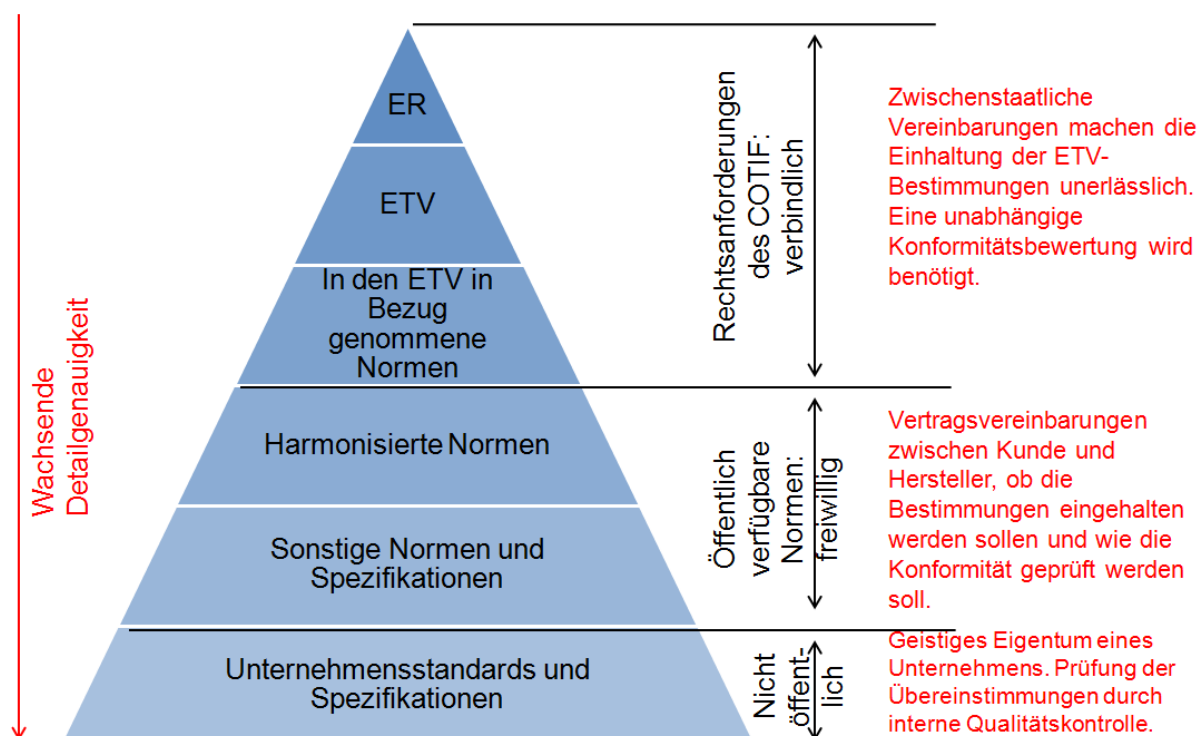 Wachsende
Detailgenauigkeit
ER
ETV
In den ETV in
Bezug
genommene
Normen
Harmonisierte Normen
Sonstige Normen und
Spezifikationen
Unternehmensstandards und
Spezifikationen
Rechtsanforderungen
des COTIF:
verbindlich
Öffentlich
verfügbare
Normen:
freiwillig
Nicht
öffent-
lich
Zwischenstaatliche
Vereinbarungen machen die
Einhaltung der ETV-
Bestimmungen unerlässlich.
Eine unabhängige
Konformitätsbewertung wird
benötigt.
Vertragsvereinbarungen
zwischen Kunde und
Hersteller, ob die
Bestimmungen eingehalten
werden sollen und wie die
Konformität geprüft werden
soll.
Geistiges Eigentum eines
Unternehmens. Prüfung der
Übereinstimmungen durch
interne Qualitätskontrolle.